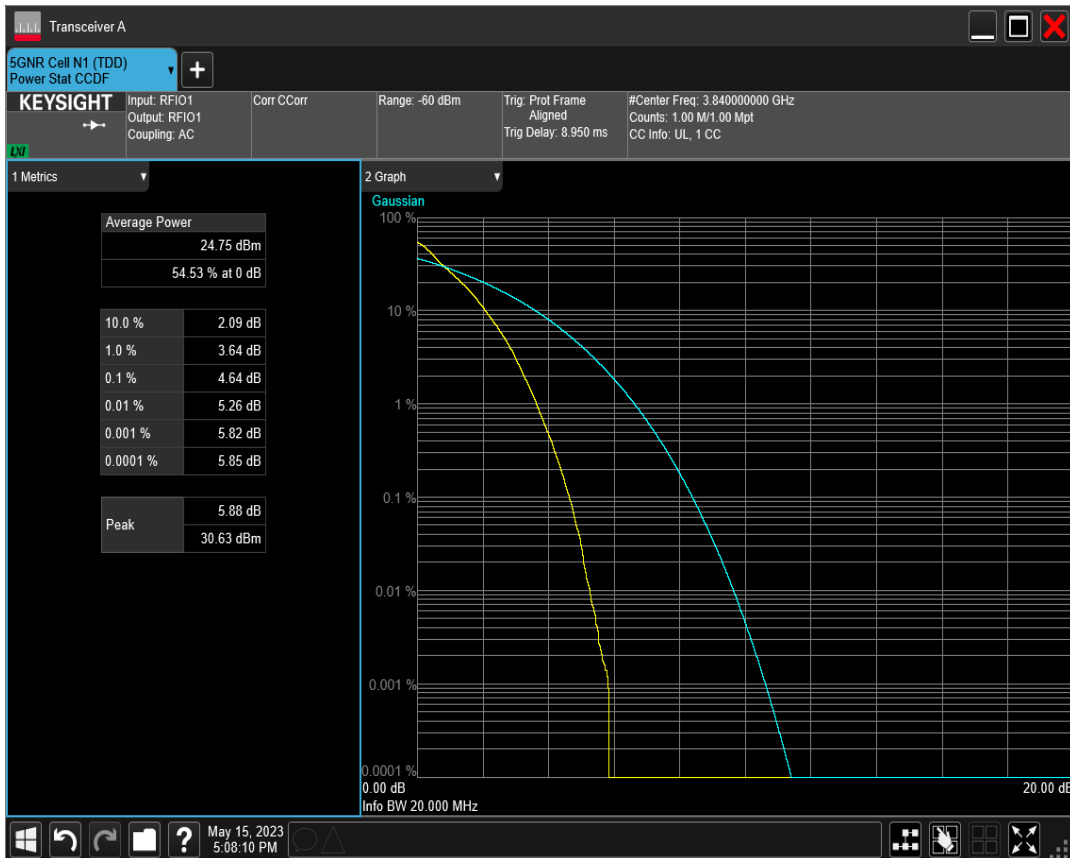 Transceiver A
5GNR Cell N1 (TDD)
Power Stat CCDF
+
KEYSIGHT
LXI
Input: RFIO1
Output: RFIO1
Coupling: AC
Corr CCorr
Range: -60 dBm
Trig: Prot Frame
Aligned
Trig Delay: 8.950 ms
#Center Freq: 3.840000000 GHz
Counts: 1.00 M/1.00 Mpt
CC Info: UL, 1 CC
1 Metrics
Average Power
24.75 dBm
54.53 % at 0 dB
10.0 % 2.09 dB
1.0 % 3.64 dB
0.1 % 4.64 dB
0.01 % 5.26 dB
0.001 % 5.82 dB
0.0001 % 5.85 dB
Peak
5.88 dB
30.63 dBm
2 Graph
Gaussian
100 %
10 %
1 %
0.1 %
0.01 %
0.001 %
0.0001 %
0.00 dB 20.00 dB
Info BW 20.000 MHz
?
May 15, 2023
5:08:10 PM